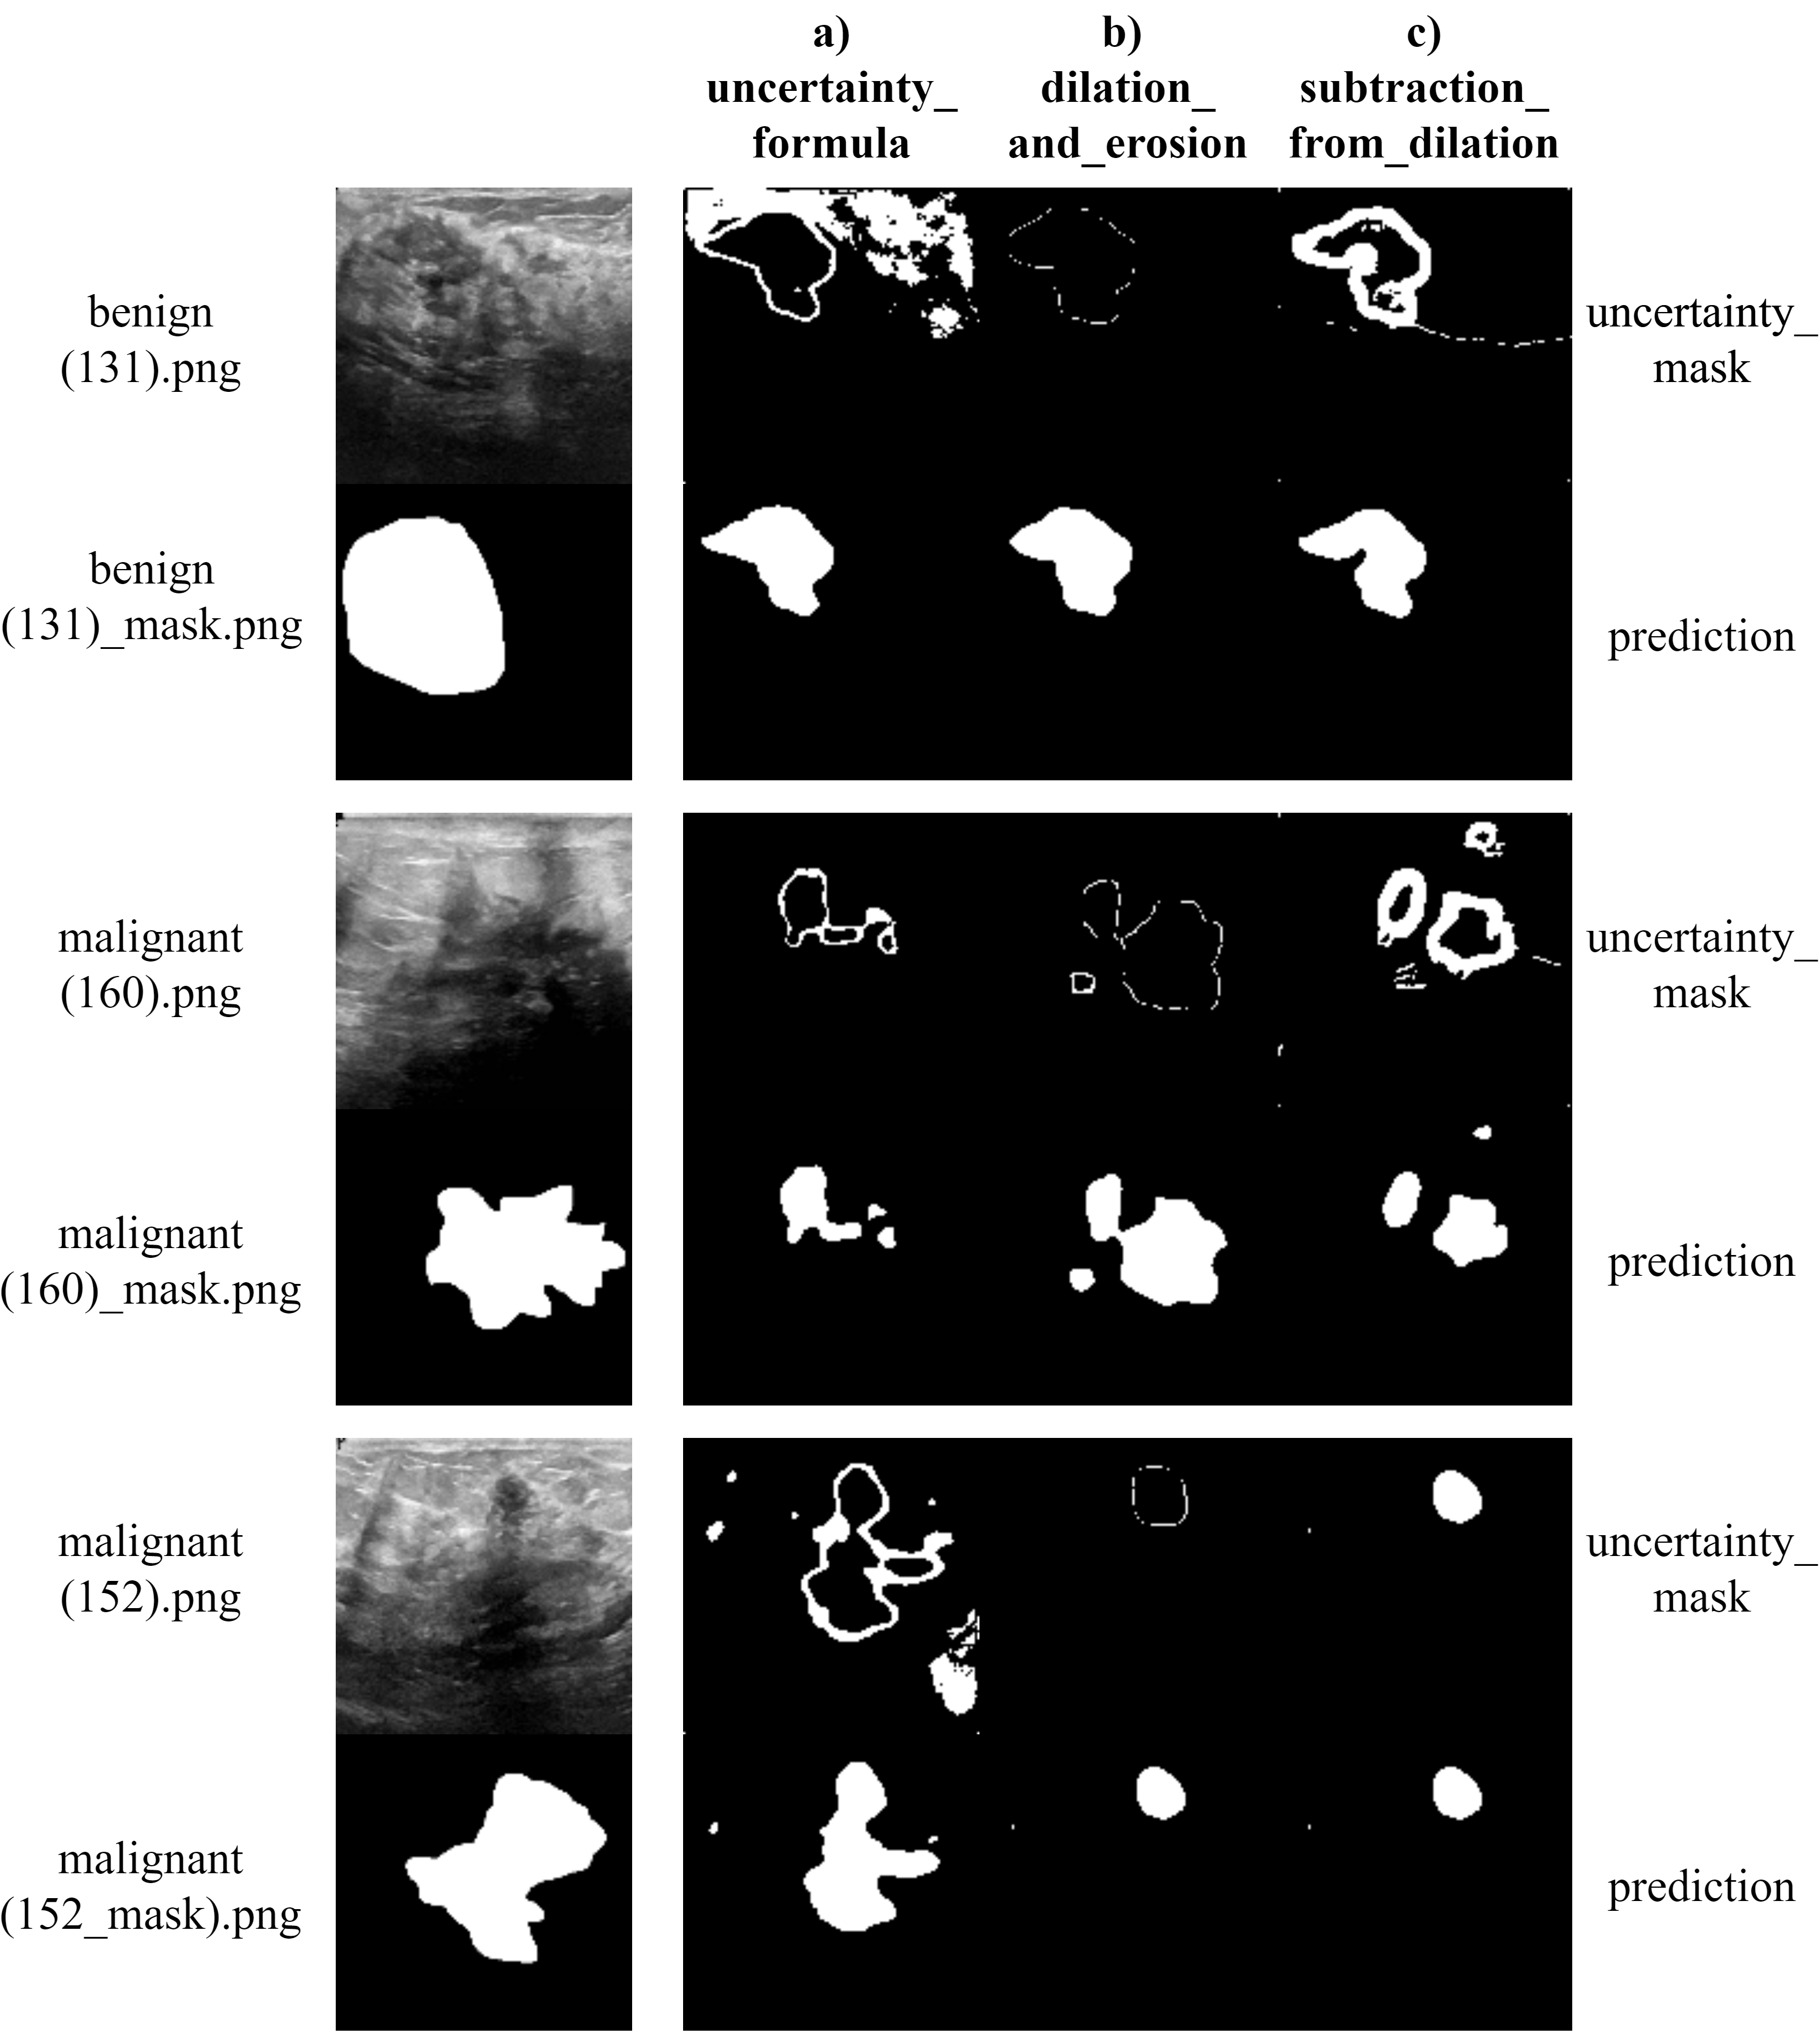 a)
uncertainty_
formula
b)
dilation_
and_erosion
c)
subtraction_
from_dilation
benign
(131).png
uncertainty_
mask
benign
(131)_mask.png
prediction
malignant
(160).png
uncertainty_
mask
malignant
(160)_mask.png
prediction
malignant
(152).png
uncertainty_
mask
malignant
(152_mask).png
prediction